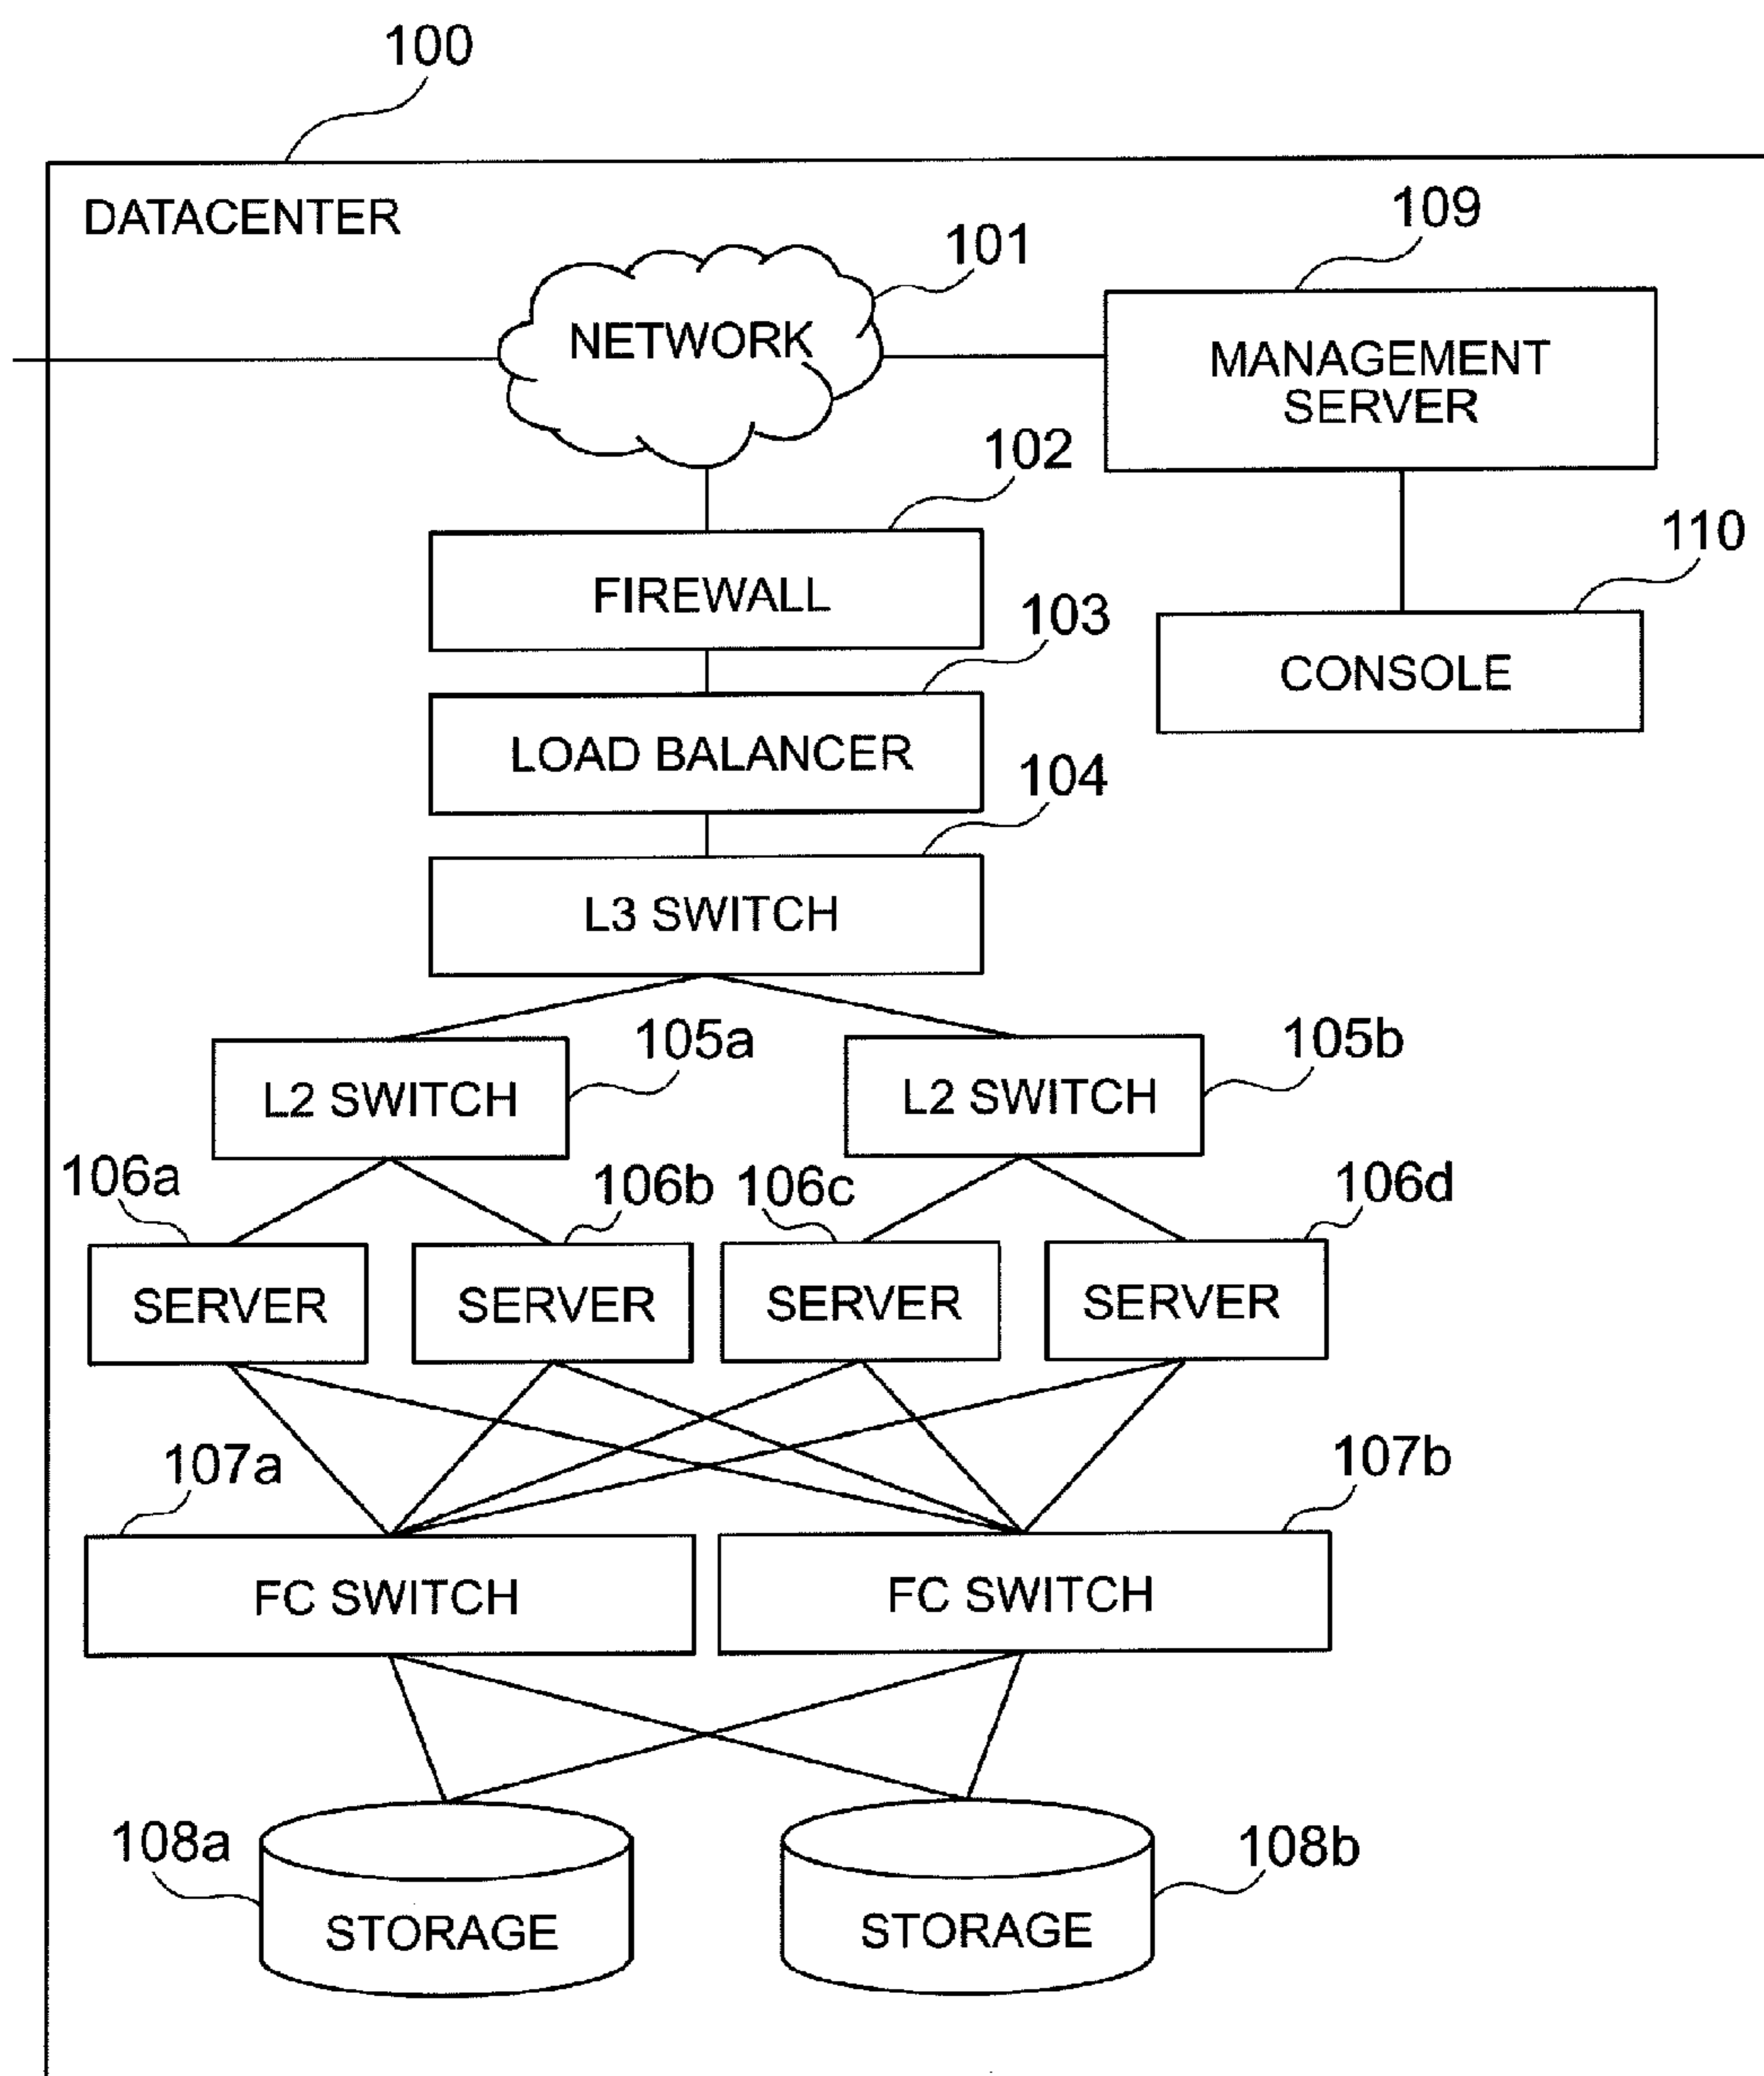 100
DATACENTER
109
101
NETWORK
MANAGEMENT
SERVER
102
110
FIREWALL
103
CONSOLE
LOAD BALANCER
104
L3 SWITCH
105a
105b
L2 SWITCH
L2 SWITCH
106a
106b
106c
106d
SERVER
SERVER
SERVER
SERVER
107a
107b
FC SWITCH
FC SWITCH
108a
108b
STORAGE
STORAGE